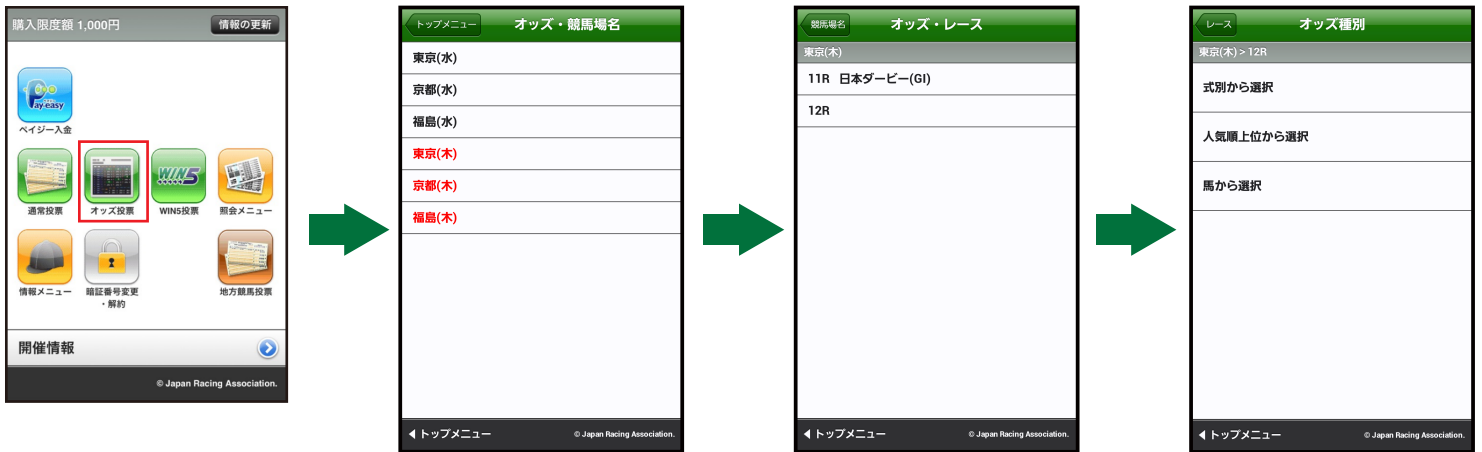 購入限度額 1,000円
情報の更新
Pay-easy
ペイジー入金
通常投票
オッズ投票
WIN5
WIN5投票
照会メニュー
情報メニュー
暗証番号変更
・解約
地方競馬投票
開催情報
© Japan Racing Association.
トップメニュー
オッズ・競馬場名
東京(水)
京都(水)
福島(水)
東京(木)
京都(木)
福島(木)
トップメニュー
© Japan Racing Association.
競馬場名
オッズ・レース
東京(木)
11R 日本ダービー(GI)
12R
トップメニュー
© Japan Racing Association.
レース
オッズ種別
東京(木) > 12R
式別から選択
人気順上位から選択
馬から選択
トップメニュー
© Japan Racing Association.